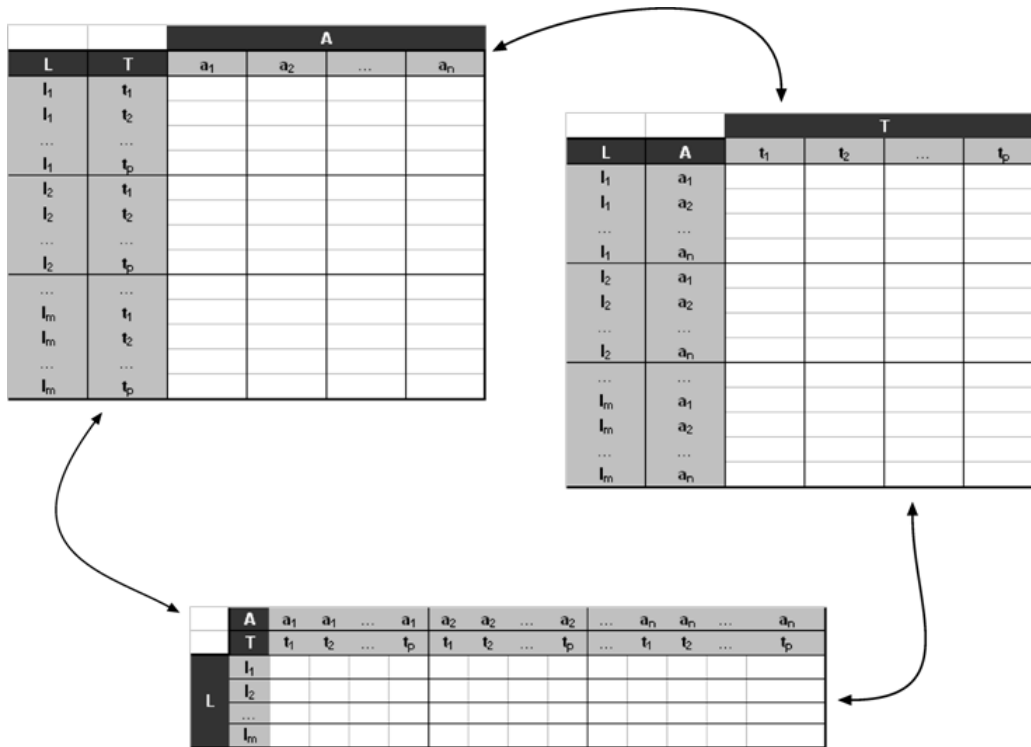 A
L T a₁ a₂ ... aₙ
l₁ t₁
l₁ t₂
... ...
l₁ tₚ
l₂ t₁
l₂ t₂
... ...
l₂ tₚ
... ...
lₘ t₁
lₘ t₂
... ...
lₘ tₚ
T
L A t₁ t₂ ... tₚ
l₁ a₁
l₁ a₂
... ...
l₁ aₙ
l₂ a₁
l₂ a₂
... ...
l₂ aₙ
... ...
lₘ a₁
lₘ a₂
... ...
lₘ aₙ
A a₁ a₁ ... a₁ a₂ a₂ ... a₂ ... aₙ aₙ ... aₙ
T t₁ t₂ ... tₚ t₁ t₂ ... tₚ ... t₁ t₂ ... tₚ
L
l₁
l₂
...
lₘ